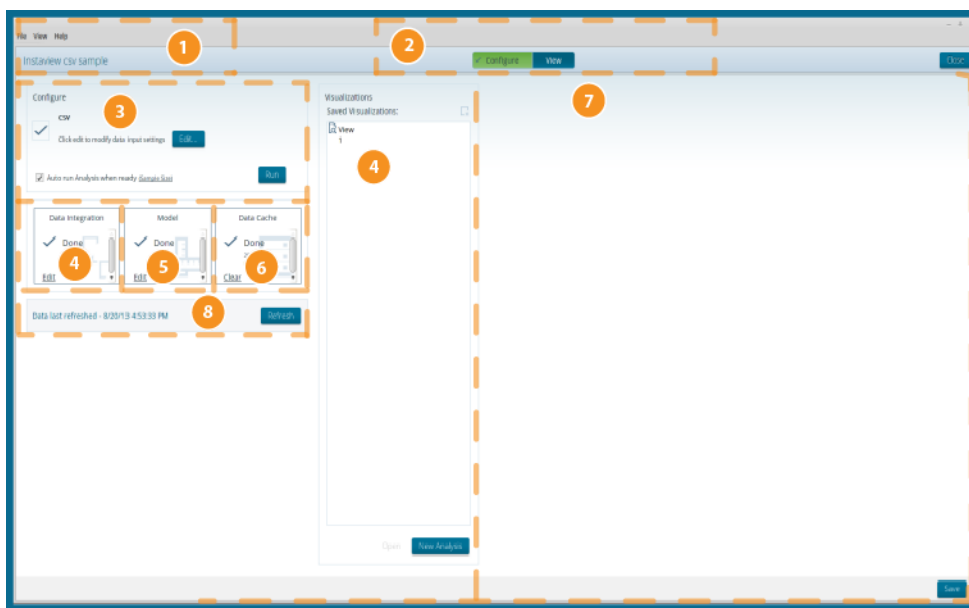 File View Help
1
2
Instaview csv sample
✓ Configure View
Close
Configure
3
CSV
Click edit to modify data input settings Edit...
Auto run Analysis when ready (Sample Size)
Run
Visualizations
Saved Visualizations:
View
1
4
7
Data Integration
Done
4
Edit
Model
Done
5
Edit
Data Cache
Done
6
Clear
8
Data last refreshed - 8/20/13 4:53:33 PM
Refresh
Open New Analysis
Save